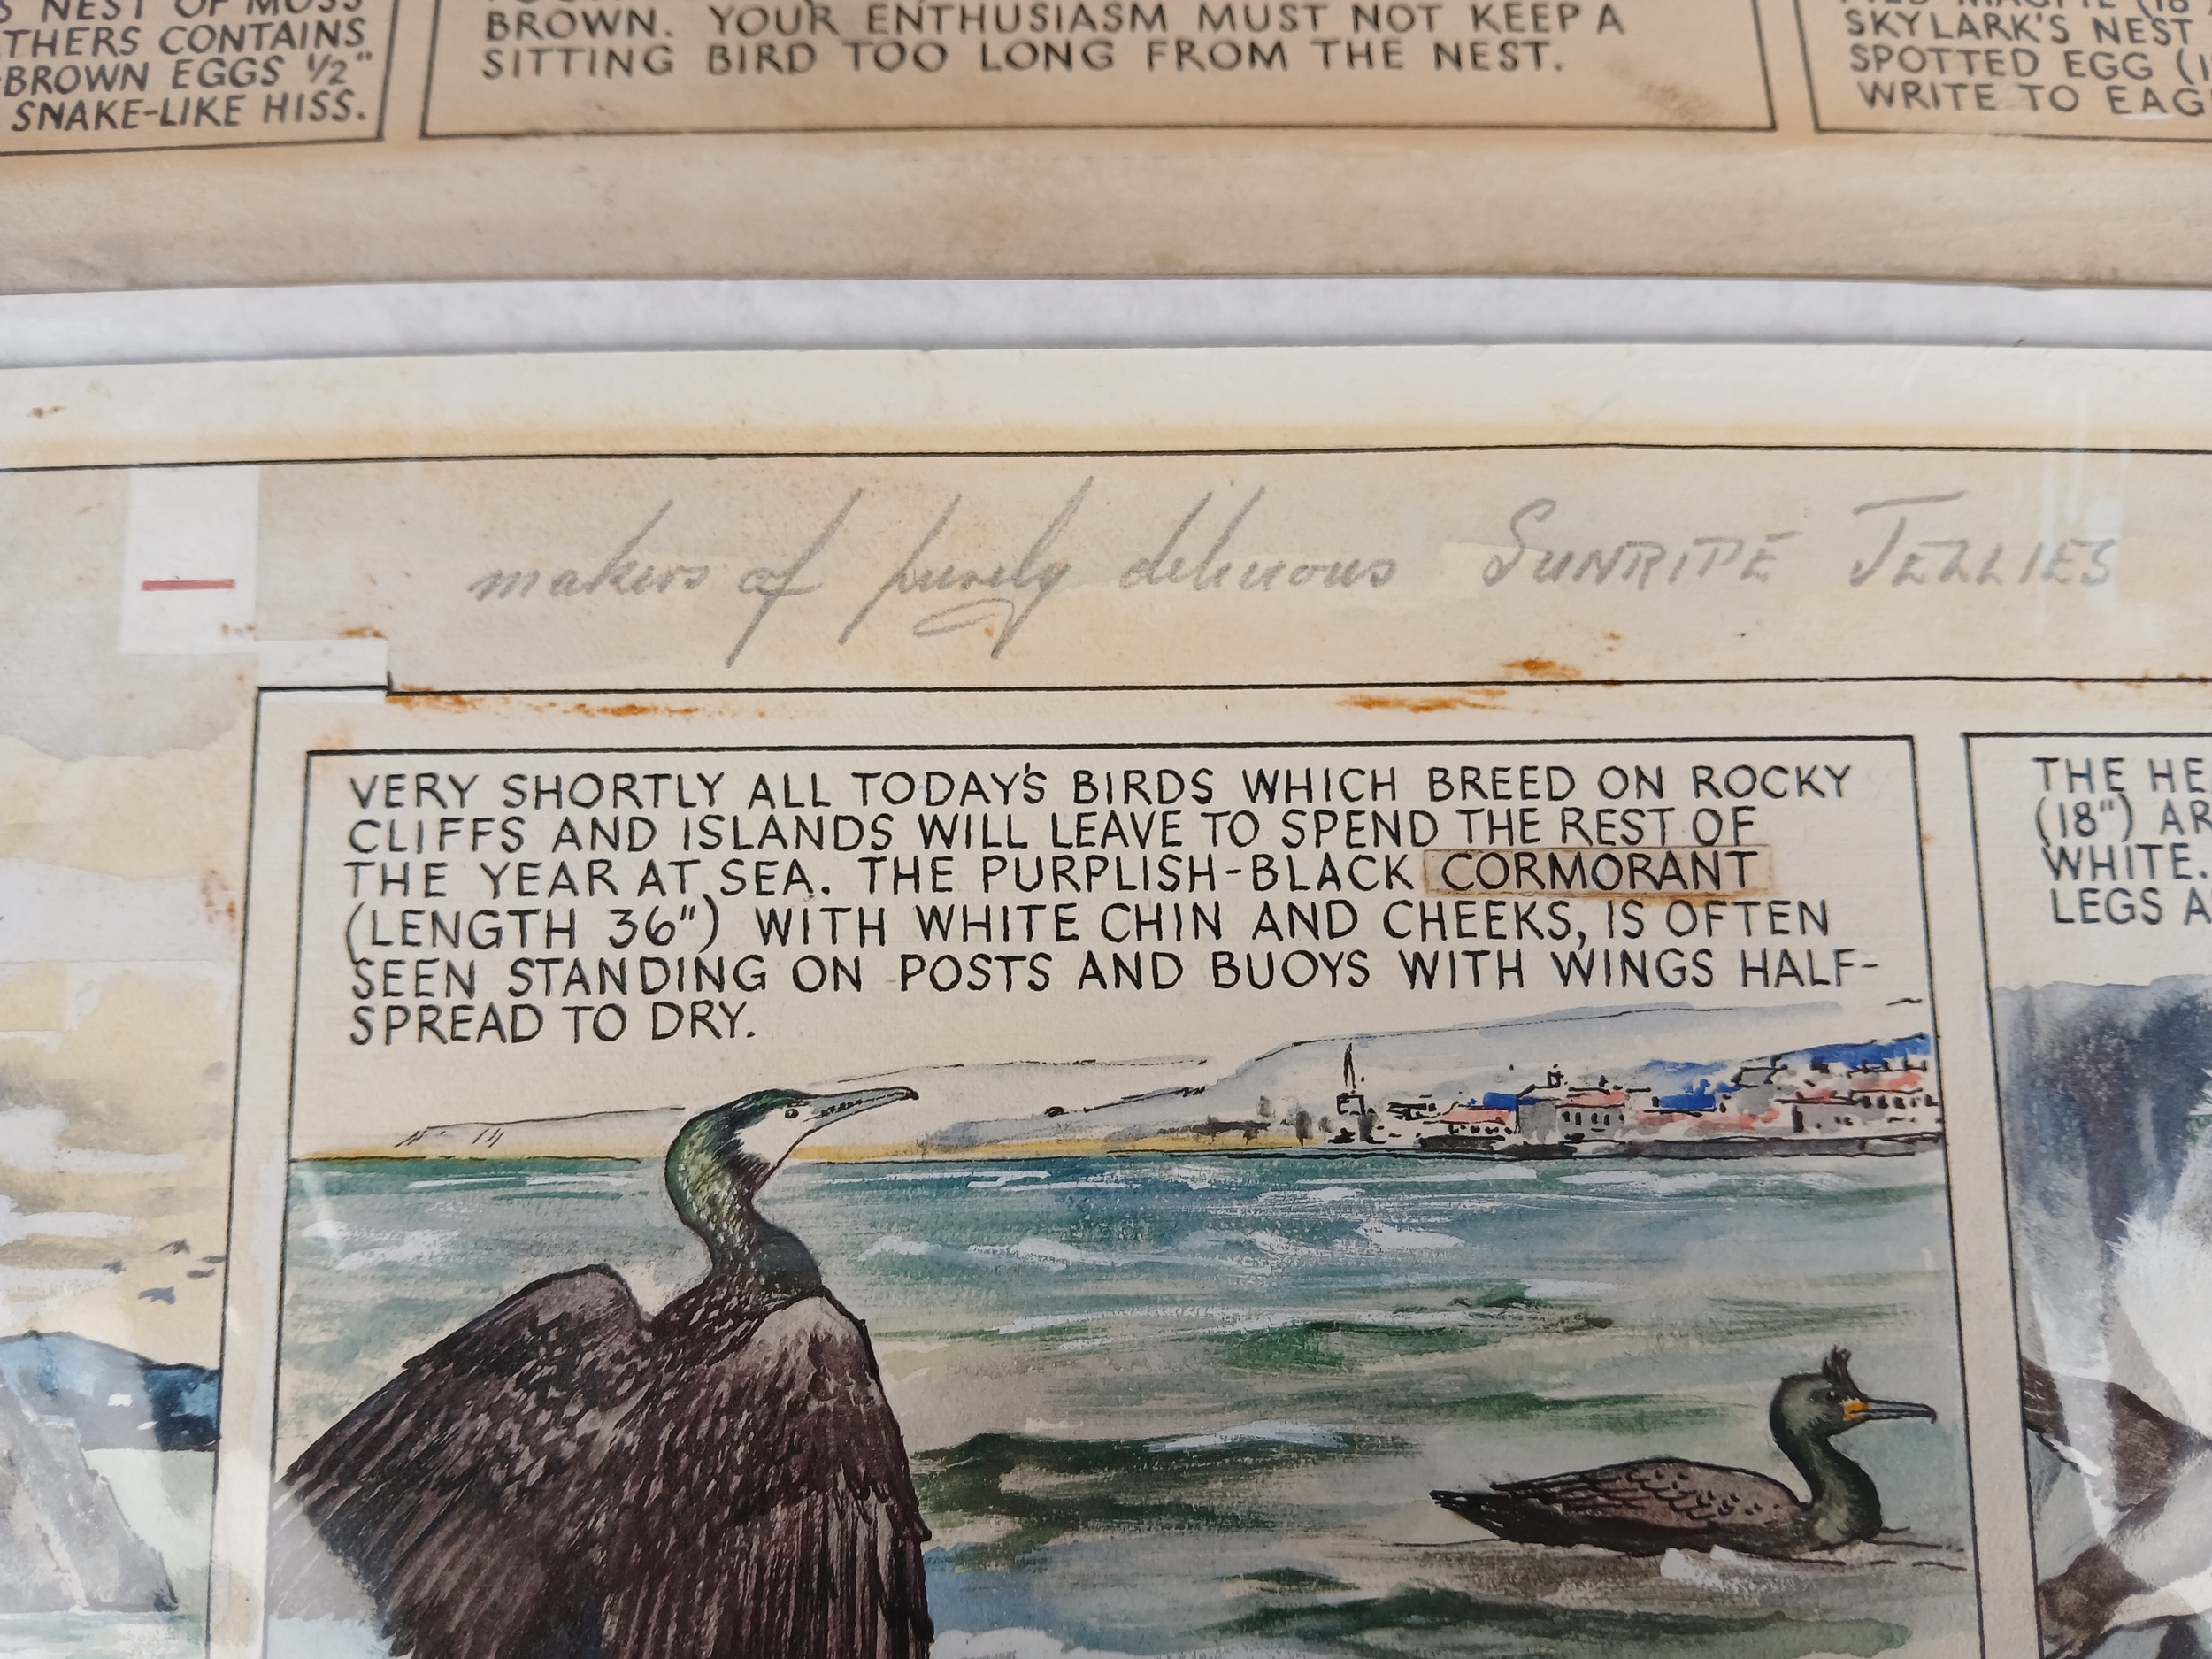 NEST OF MOSS
THERS CONTAINS
-BROWN EGGS ½"
SNAKE-LIKE HISS.
BROWN. YOUR ENTHUSIASM MUST NOT KEEP A
SITTING BIRD TOO LONG FROM THE NEST.
SKYLARK'S NEST
SPOTTED EGG (1
WRITE TO EAG
makers of purely delicious SUNRIPE JELLIES
VERY SHORTLY ALL TODAY'S BIRDS WHICH BREED ON ROCKY
CLIFFS AND ISLANDS WILL LEAVE TO SPEND THE REST OF
THE YEAR AT SEA. THE PURPLISH-BLACK CORMORANT
(LENGTH 36") WITH WHITE CHIN AND CHEEKS, IS OFTEN
SEEN STANDING ON POSTS AND BUOYS WITH WINGS HALF-
SPREAD TO DRY.
THE HE
(18") AR
WHITE.
LEGS A